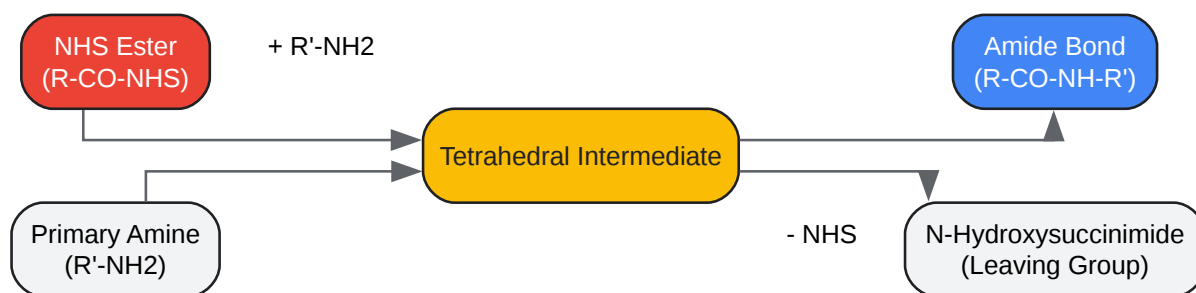 NHS Ester
(R-CO-NHS)
+ R'-NH2
Amide Bond
(R-CO-NH-R')
Tetrahedral Intermediate
Primary Amine
(R'-NH2)
- NHS
N-Hydroxysuccinimide
(Leaving Group)